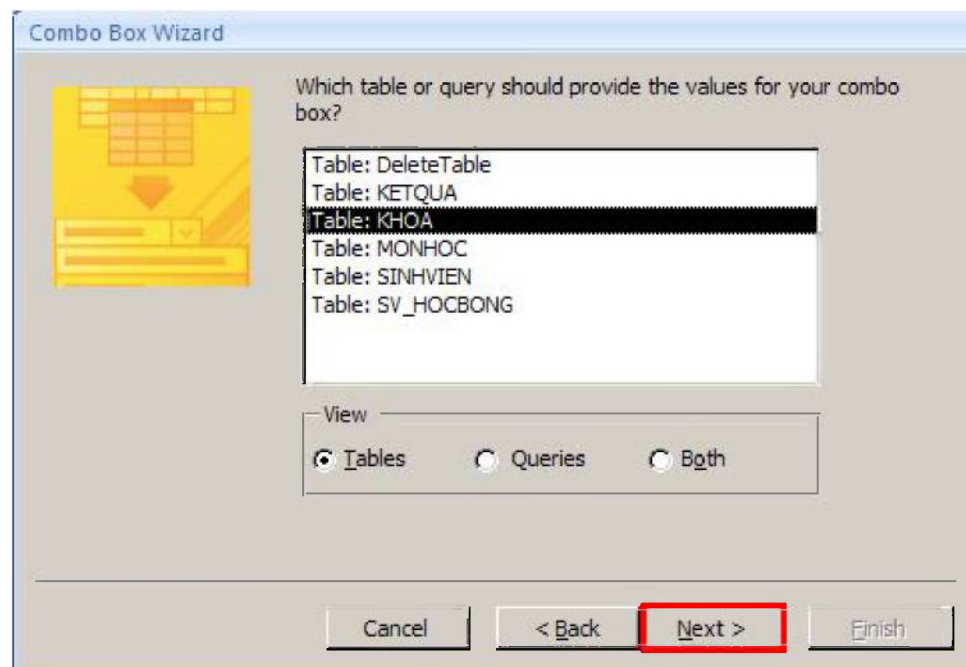 Combo Box Wizard
Which table or query should provide the values for your combo
box?
Table: DeleteTable
Table: KETQUA
Table: KHOA
Table: MONHOC
Table: SINHVIEN
Table: SV_HOCBONG
View
Tables Queries Both
Cancel < Back Next > Finish